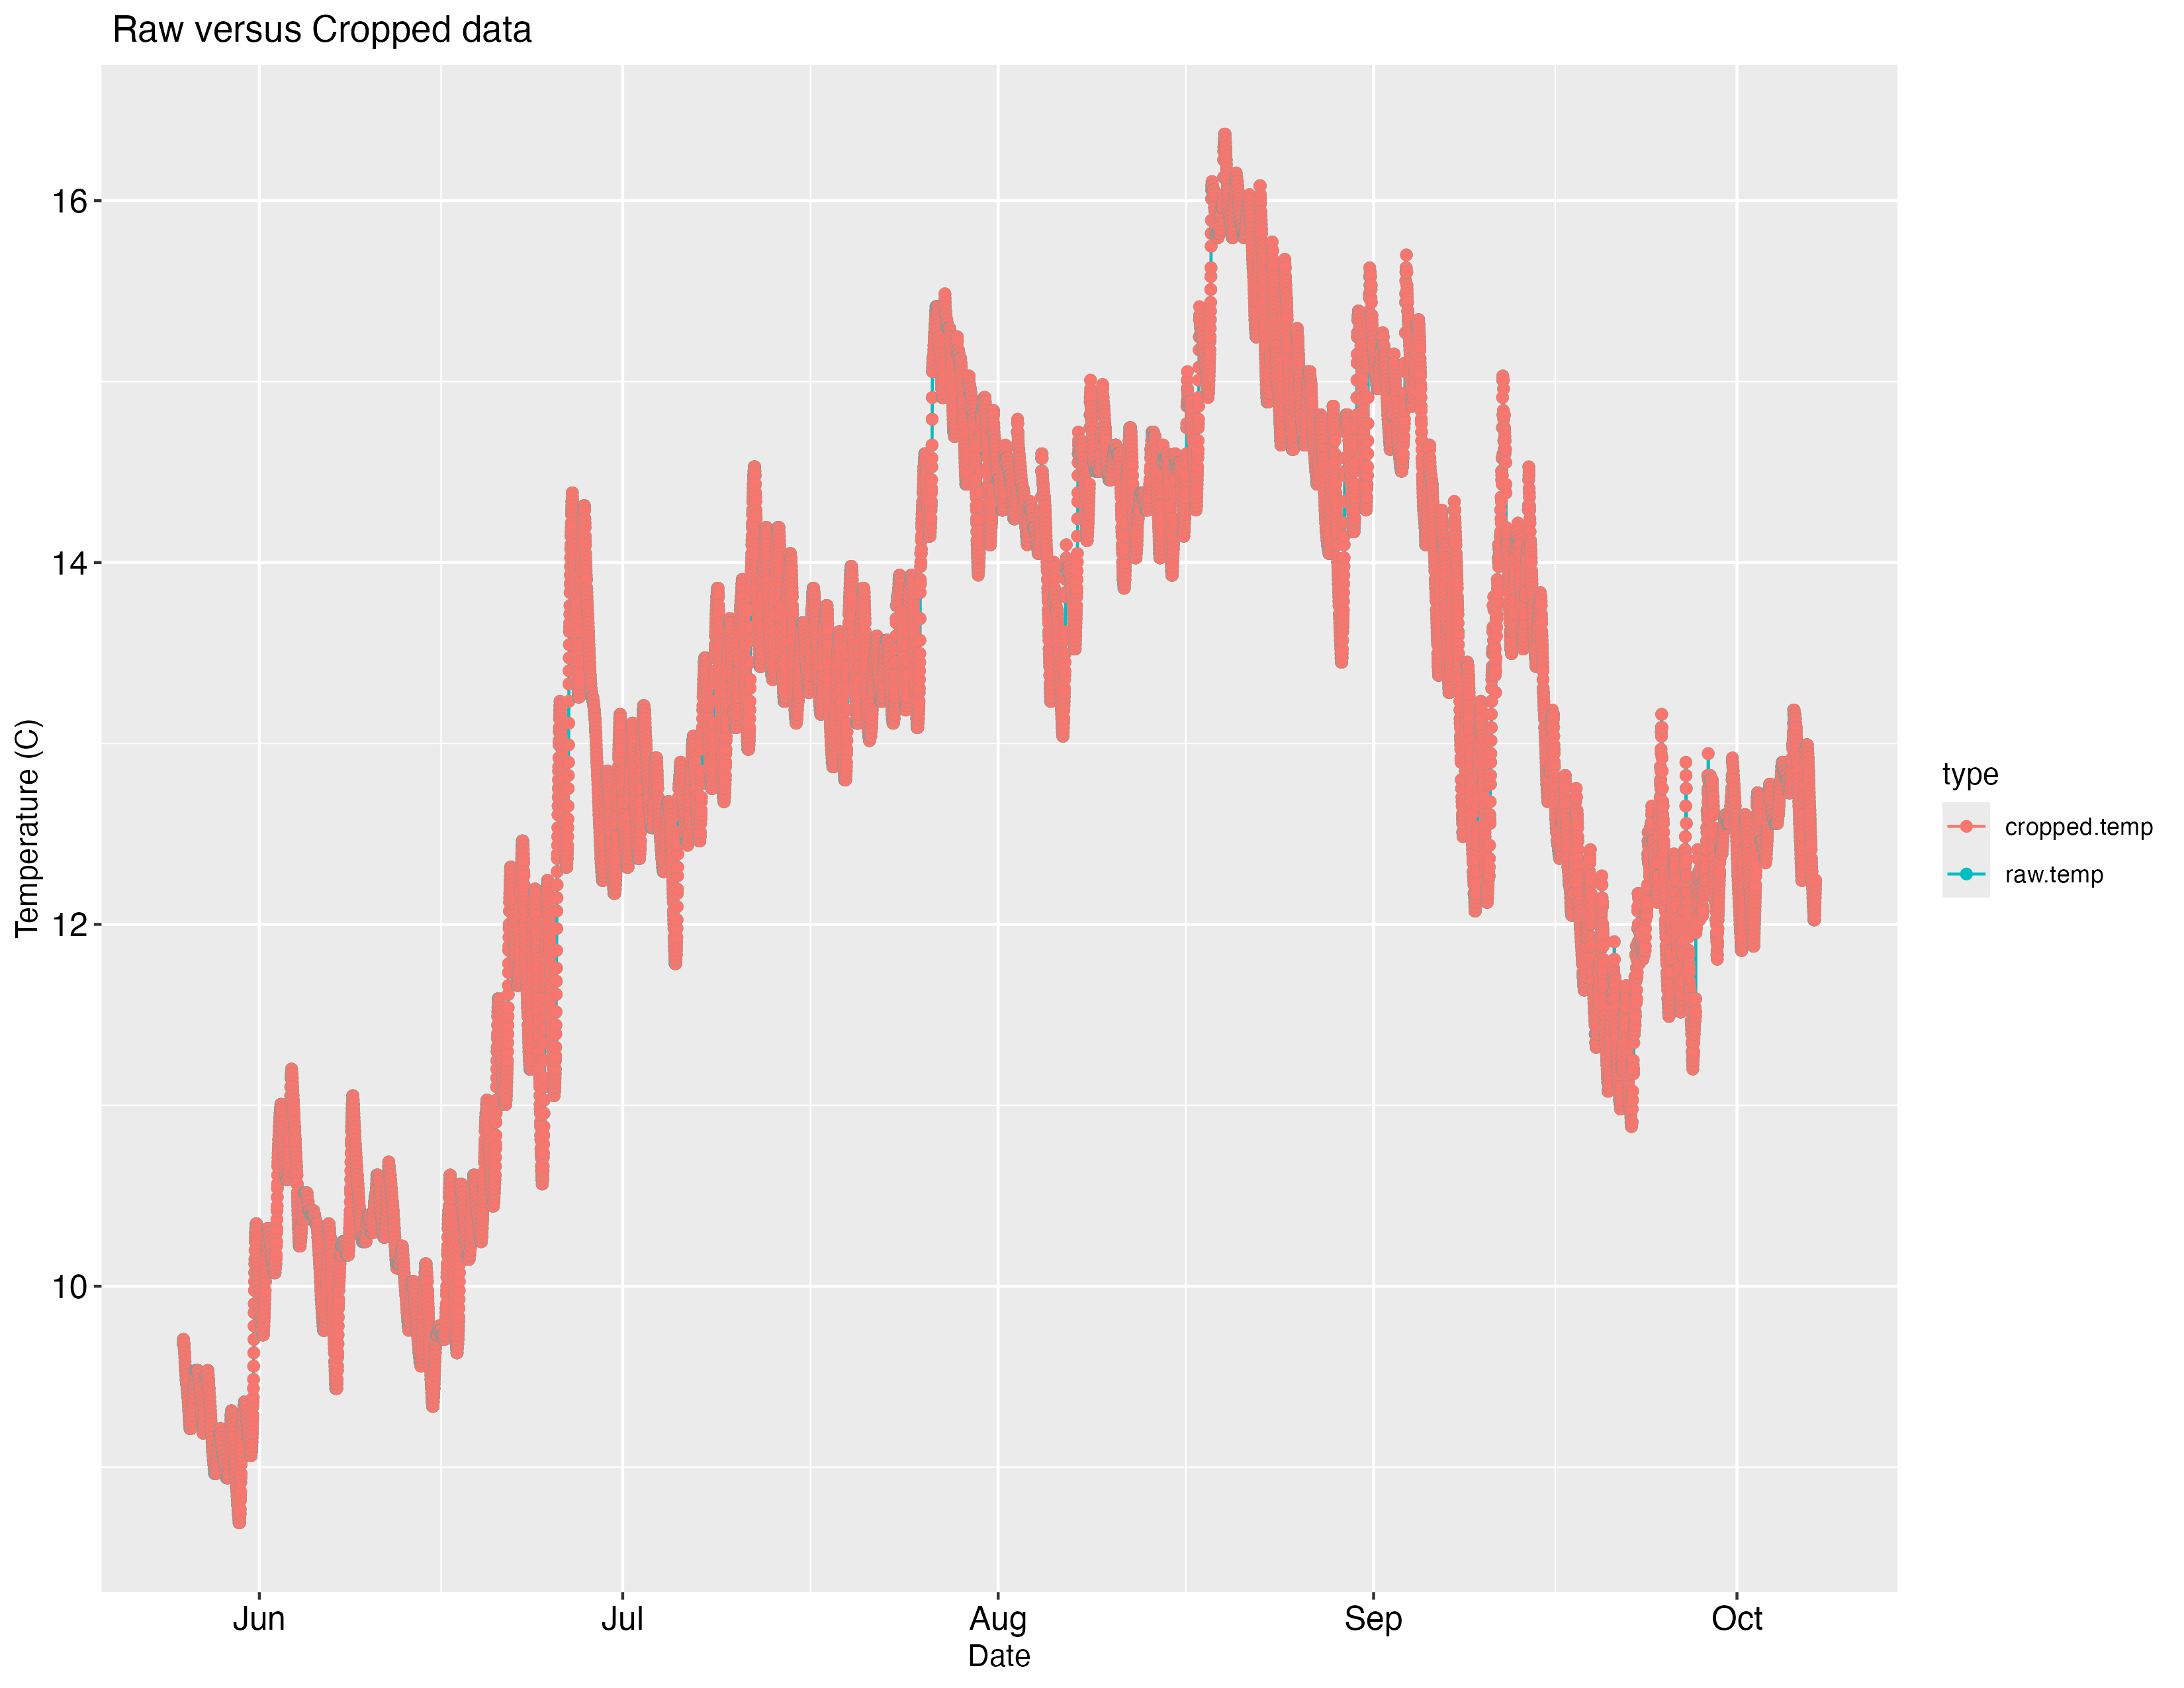 Raw versus Cropped data
Temperature (C)
16
14
12
10
Jun Jul Aug Sep Oct
Date
type
cropped.temp
raw.temp